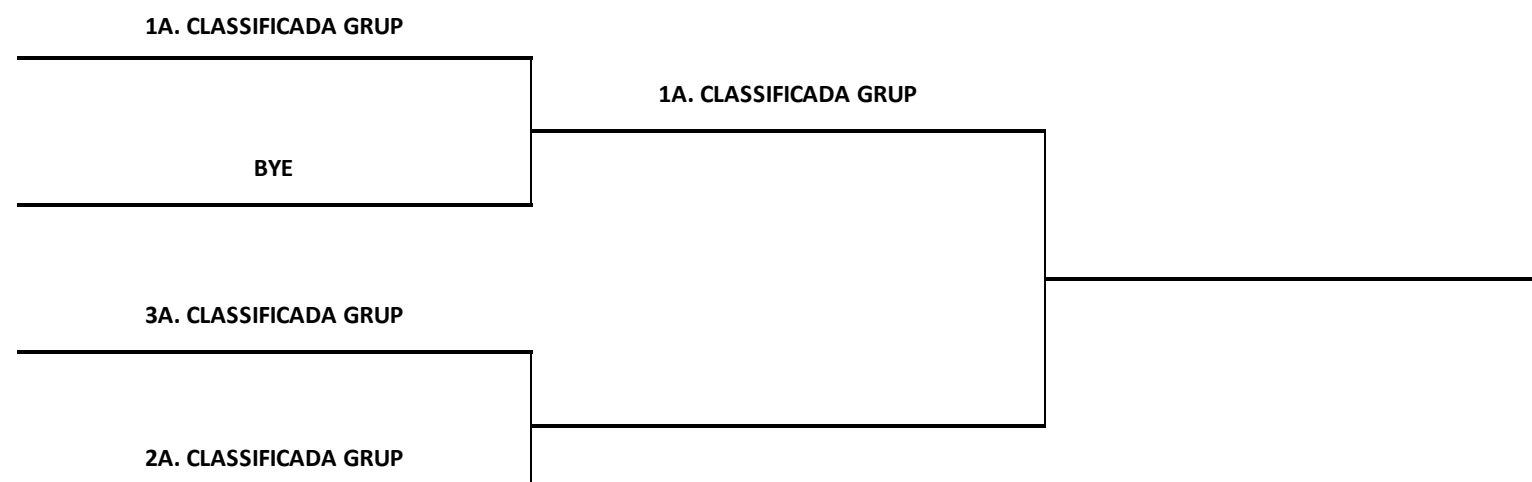 1A. CLASSIFICADA GRUP
1A. CLASSIFICADA GRUP
BYE
3A. CLASSIFICADA GRUP
2A. CLASSIFICADA GRUP